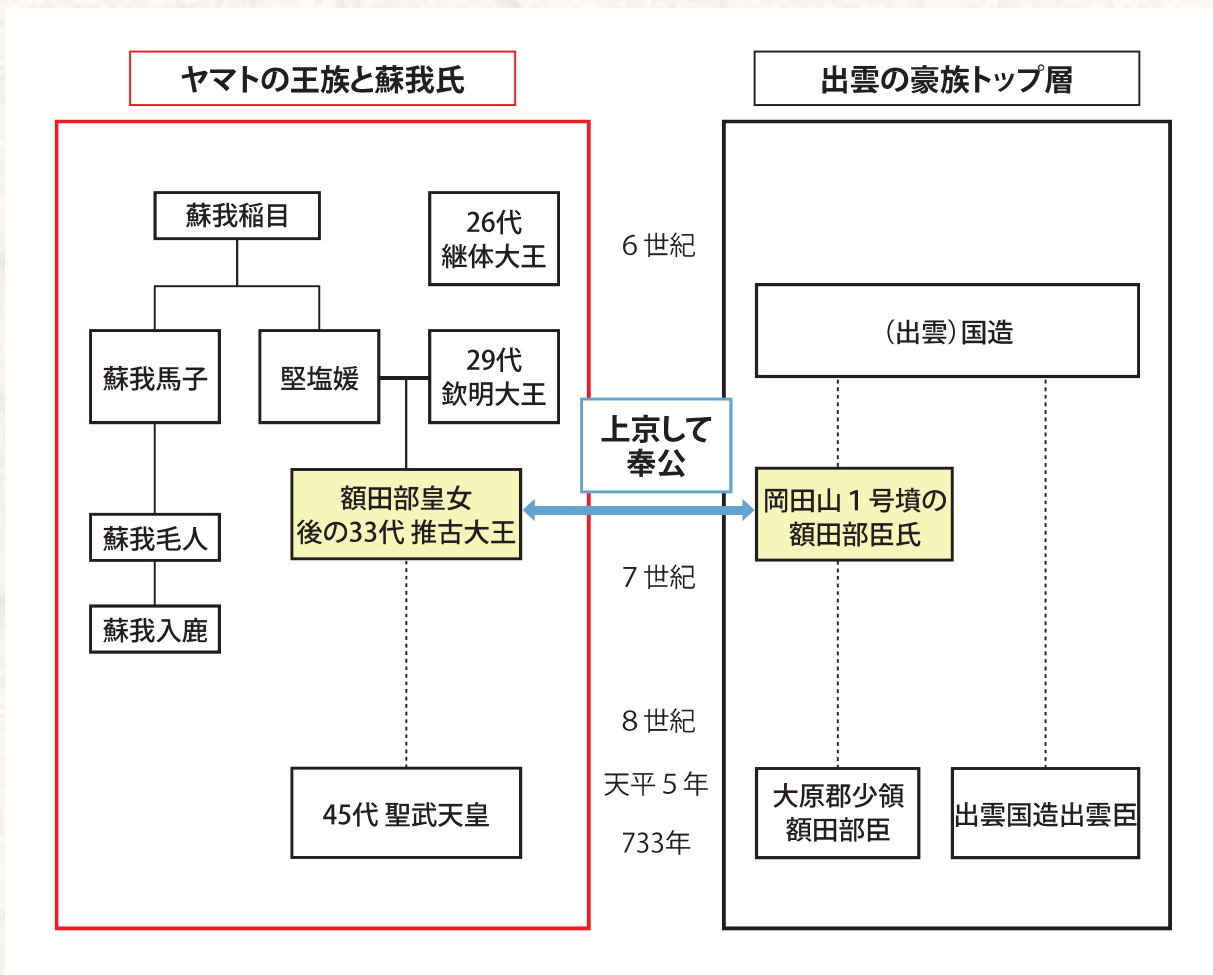 ヤマトの王族と蘇我氏
蘇我稲目
26代
継体大王
蘇我馬子
堅塩媛
29代
欽明大王
額田部皇女
後の33代 推古大王
蘇我毛人
蘇我入鹿
45代 聖武天皇
6世紀
上京して
奉公
7世紀
8世紀
天平5年
733年
出雲の豪族トップ層
（出雲）国造
岡田山1号墳の
額田部臣氏
大原郡少領
額田部臣
出雲国造出雲臣